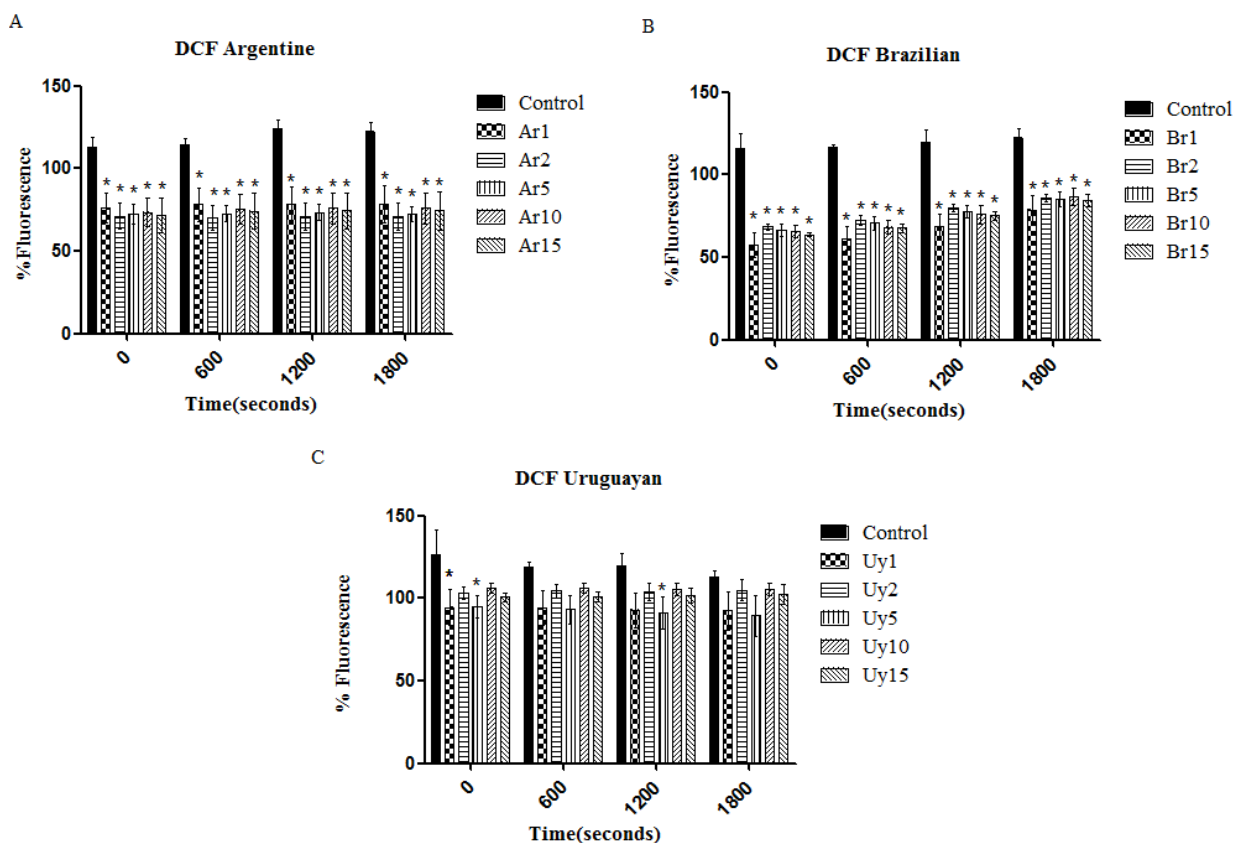 A
DCF Argentine
150
100
50
0
%Fluorescence
* * * * *
* * * * *
* * * * *
* * * * *
0 600 1200 1800
Time(seconds)
Control
Ar1
Ar2
Ar5
Ar10
Ar15
B
DCF Brazilian
150
100
50
0
%Fluorescence
* * * * *
* * * * *
* * * * *
* * * * *
0 600 1200 1800
Time(seconds)
Control
Br1
Br2
Br5
Br10
Br15
C
DCF Uruguayan
150
100
50
0
% Fluorescence
* *
*
0 600 1200 1800
Time(seconds)
Control
Uy1
Uy2
Uy5
Uy10
Uy15